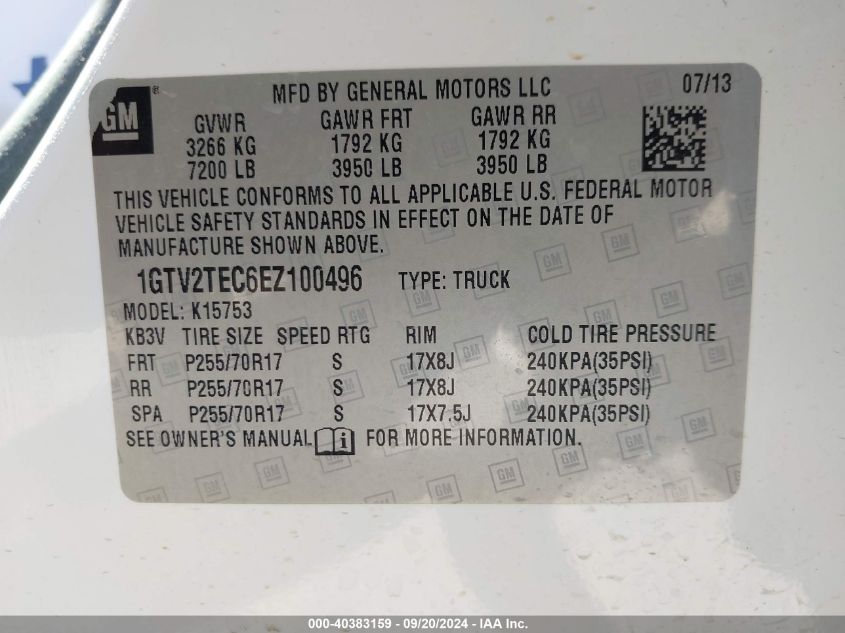 GM ®
MFD BY GENERAL MOTORS LLC 07/13
GVWR GAWR FRT GAWR RR
3266 KG 1792 KG 1792 KG
7200 LB 3950 LB 3950 LB
THIS VEHICLE CONFORMS TO ALL APPLICABLE U.S. FEDERAL MOTOR
VEHICLE SAFETY STANDARDS IN EFFECT ON THE DATE OF
MANUFACTURE SHOWN ABOVE.
1GTV2TEC6EZ100496 TYPE: TRUCK
MODEL: K15753
KB3V TIRE SIZE SPEED RTG RIM COLD TIRE PRESSURE
FRT P255/70R17 S 17X8J 240KPA(35PSI)
RR P255/70R17 S 17X8J 240KPA(35PSI)
SPA P255/70R17 S 17X7.5J 240KPA(35PSI)
SEE OWNER'S MANUAL i FOR MORE INFORMATION.
000-40383159 - 09/20/2024 - IAA Inc.